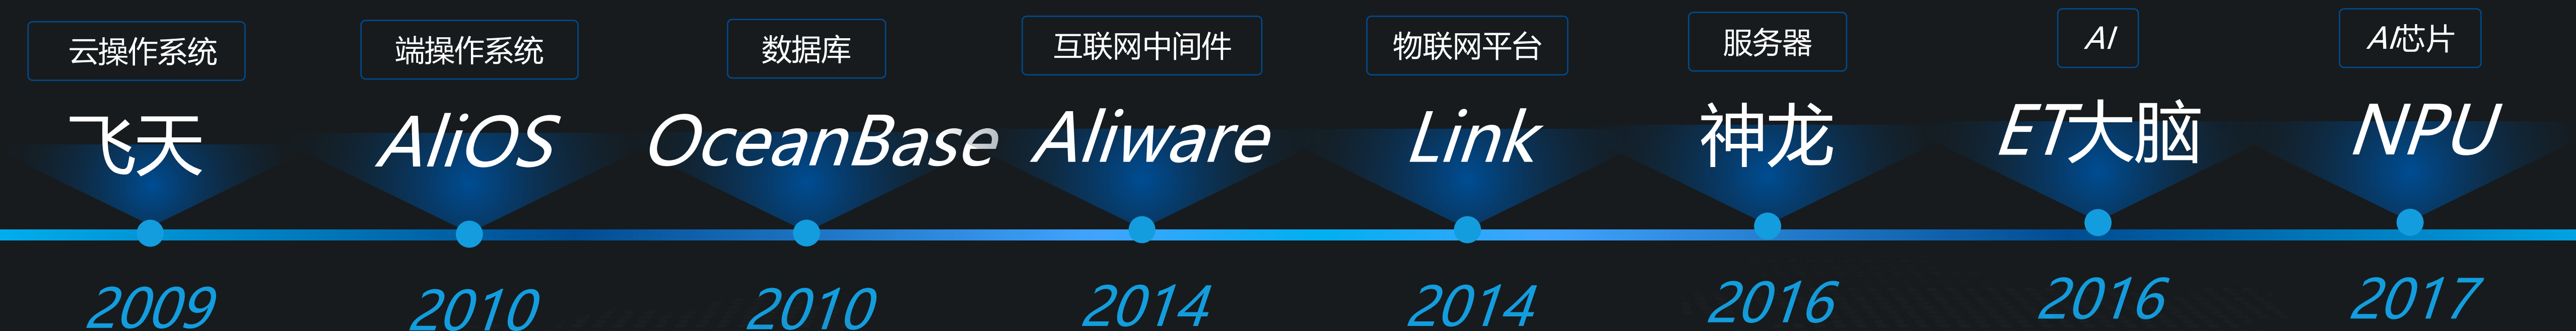 云操作系统
端操作系统
数据库
互联网中间件
物联网平台
服务器
AI
AI芯片
飞天
AliOS
OceanBase
Aliware
Link
神龙
ET大脑
NPU
2009
2010
2010
2014
2014
2016
2016
2017